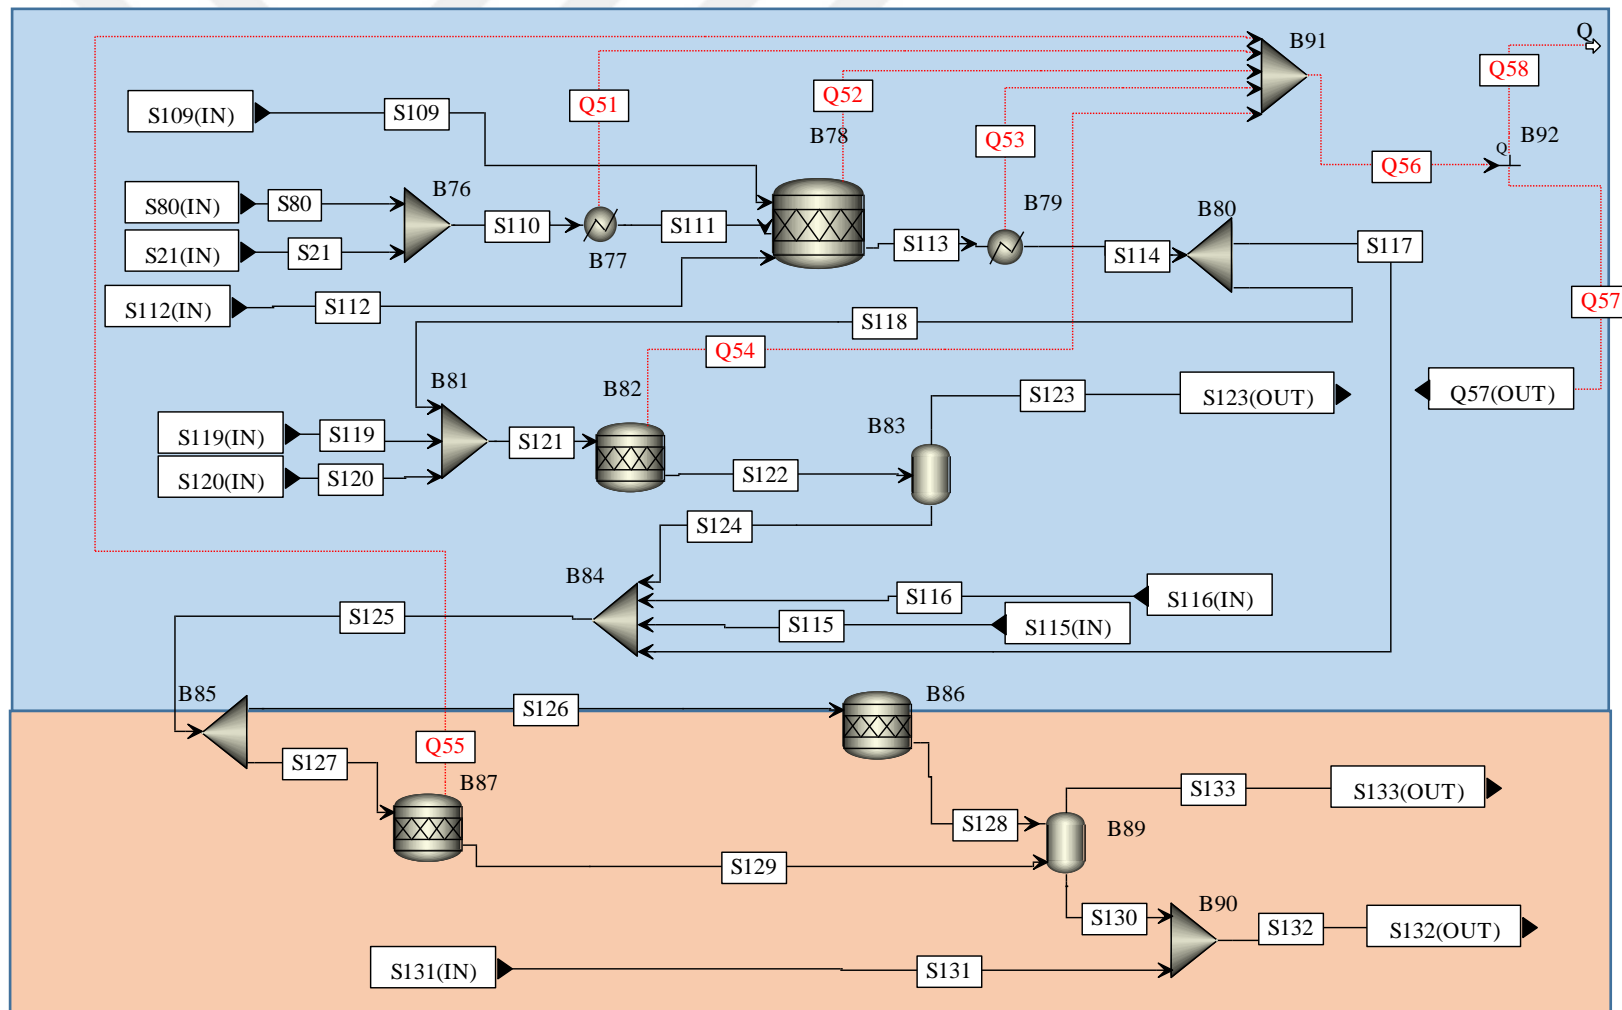 Q
B91
Q58
Q51
Q52
S109(IN)
S109
B78
Q53
B92
Q
Q56
B76
S80(IN)
S80
S110
S111
B77
B79
B80
S113
S114
S117
S21(IN)
S21
S112(IN)
S112
Q57
S118
Q54
B81
B82
S123
S123(OUT)
Q57(OUT)
B83
S119(IN)
S119
S121
S120(IN)
S120
S122
S124
B84
S116
S116(IN)
S125
S115
S115(IN)
B85
S126
B86
Q55
S127
B87
S133
S133(OUT)
S128
B89
S129
B90
S130
S132
S132(OUT)
S131(IN)
S131